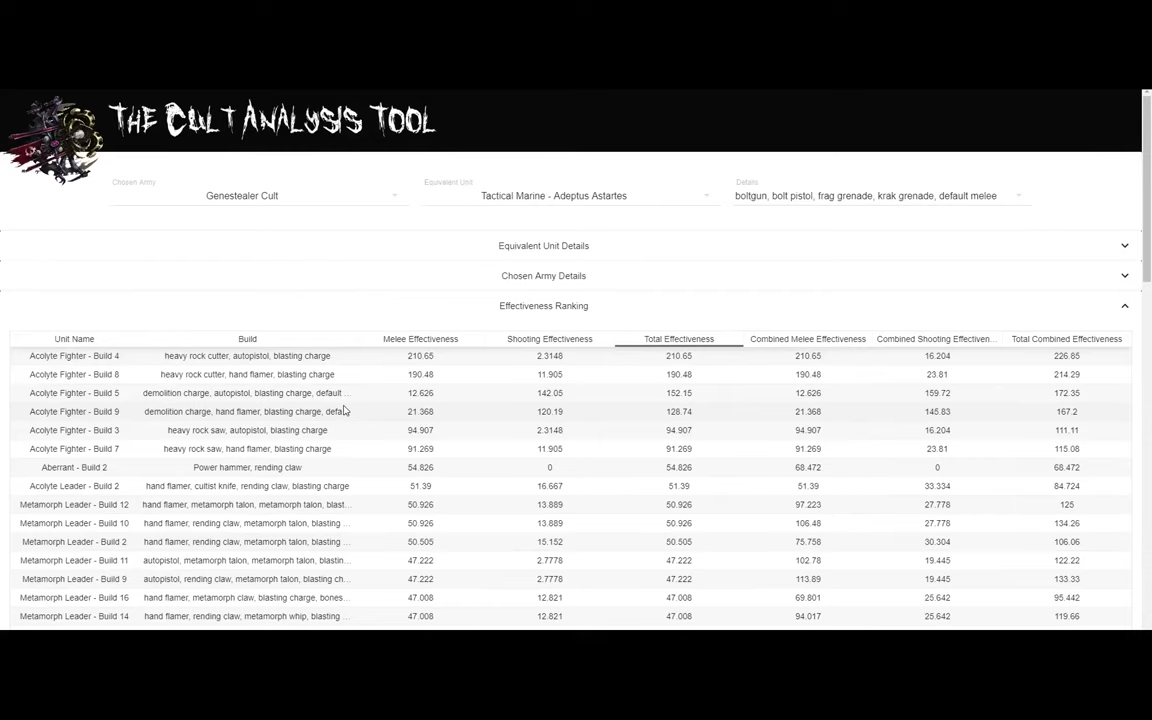 The Cult Analysis Tool
Chosen Army Equivalent Unit Details
Genestealer Cult Tactical Marine - Adeptus Astartes boltgun, bolt pistol, frag grenade, krak grenade, default melee
Equivalent Unit Details
Chosen Army Details
Effectiveness Ranking
Unit Name Build Melee Effectiveness Shooting Effectiveness Total Effectiveness Combined Melee Effectiveness Combined Shooting Effectiven... Total Combined Effectiveness
Acolyte Fighter - Build 4 heavy rock cutter, autopistol, blasting charge 210.65 2.3148 210.65 210.65 16.204 226.85
Acolyte Fighter - Build 8 heavy rock cutter, hand flamer, blasting charge 190.48 11.905 190.48 190.48 23.81 214.29
Acolyte Fighter - Build 5 demolition charge, autopistol, blasting charge, default ... 12.626 142.05 152.15 12.626 159.72 172.35
Acolyte Fighter - Build 9 demolition charge, hand flamer, blasting charge, defau... 21.368 120.19 128.74 21.368 145.83 167.2
Acolyte Fighter - Build 3 heavy rock saw, autopistol, blasting charge 94.907 2.3148 94.907 94.907 16.204 111.11
Acolyte Fighter - Build 7 heavy rock saw, hand flamer, blasting charge 91.269 11.905 91.269 91.269 23.81 115.08
Aberrant - Build 2 Power hammer, rending claw 54.826 0 54.826 68.472 0 68.472
Acolyte Leader - Build 2 hand flamer, cultist knife, rending claw, blasting charge 51.39 16.667 51.39 51.39 33.334 84.724
Metamorph Leader - Build 12 hand flamer, metamorph talon, metamorph talon, blast... 50.926 13.889 50.926 97.223 27.778 125
Metamorph Leader - Build 10 hand flamer, rending claw, metamorph talon, blasting ... 50.926 13.889 50.926 106.48 27.778 134.26
Metamorph Leader - Build 2 hand flamer, rending claw, metamorph talon, blasting ... 50.505 15.152 50.505 75.758 30.304 106.06
Metamorph Leader - Build 11 autopistol, metamorph talon, metamorph talon, blastin... 47.222 2.7778 47.222 102.78 19.445 122.22
Metamorph Leader - Build 9 autopistol, rending claw, metamorph talon, blasting ch... 47.222 2.7778 47.222 113.89 19.445 133.33
Metamorph Leader - Build 16 hand flamer, metamorph claw, blasting charge, bones... 47.008 12.821 47.008 69.801 25.642 95.442
Metamorph Leader - Build 14 hand flamer, rending claw, metamorph whip, blasting ... 47.008 12.821 47.008 94.017 25.642 119.66